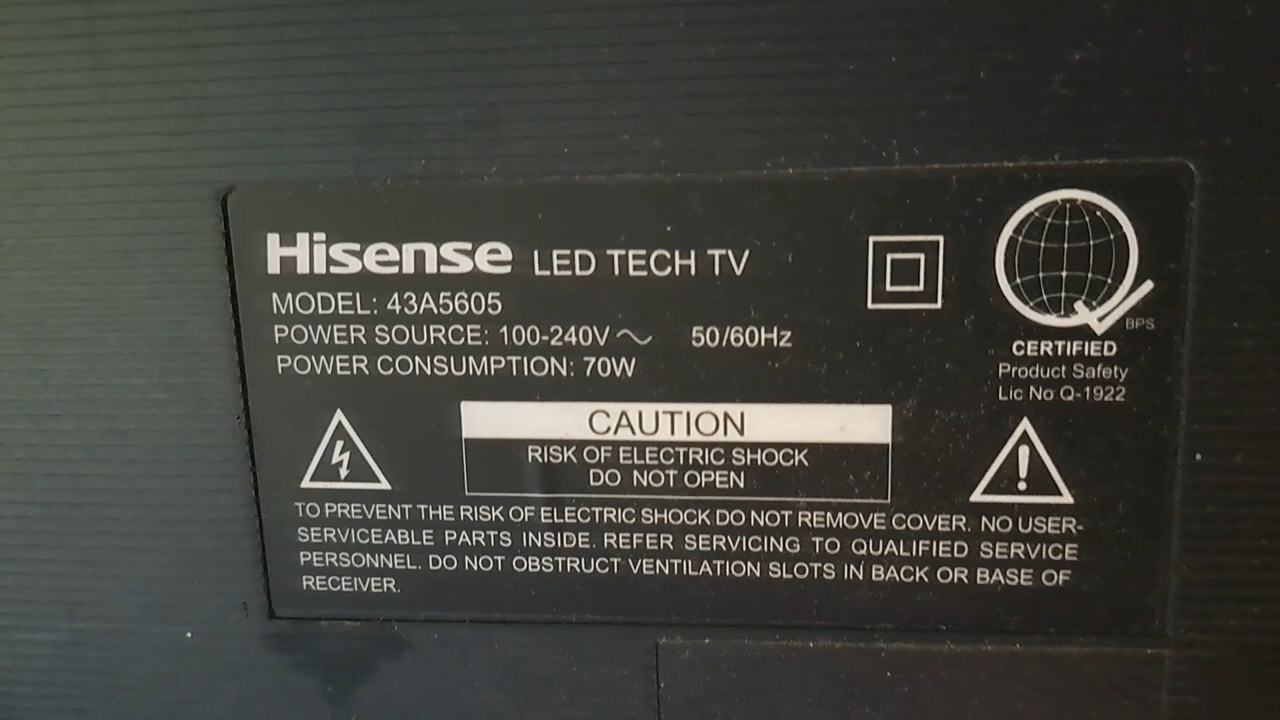 Hisense LED TECH TV
MODEL: 43A5605
POWER SOURCE: 100-240V ~ 50/60Hz
POWER CONSUMPTION: 70W
BPS
CERTIFIED
Product Safety
Lic No Q-1922
CAUTION
RISK OF ELECTRIC SHOCK
DO NOT OPEN
TO PREVENT THE RISK OF ELECTRIC SHOCK DO NOT REMOVE COVER. NO USER-
SERVICEABLE PARTS INSIDE. REFER SERVICING TO QUALIFIED SERVICE
PERSONNEL. DO NOT OBSTRUCT VENTILATION SLOTS IN BACK OR BASE OF
RECEIVER.